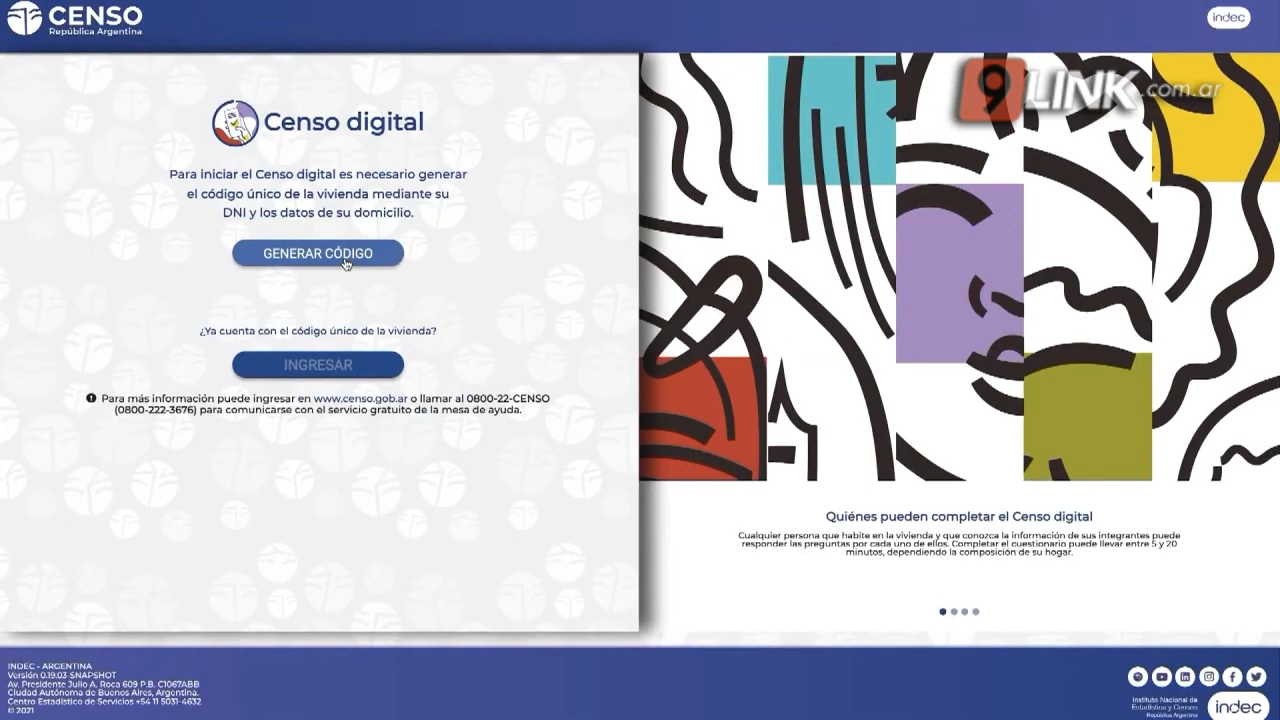 CENSO
República Argentina
indec
9 LINK.com.ar
Censo digital
Para iniciar el Censo digital es necesario generar
el código único de la vivienda mediante su
DNI y los datos de su domicilio.
GENERAR CÓDIGO
¿Ya cuenta con el código único de la vivienda?
INGRESAR
Para más información puede ingresar en www.censo.gob.ar o llamar al 0800-22-CENSO
(0800-222-3676) para comunicarse con el servicio gratuito de la mesa de ayuda.
Quiénes pueden completar el Censo digital
Cualquier persona que habite en la vivienda y que conozca la información de sus integrantes puede
responder las preguntas por cada uno de ellos. Completar el cuestionario puede llevar entre 5 y 20
minutos, dependiendo la composición de su hogar.
INDEC - ARGENTINA
Versión 0.19.03 SNAPSHOT
Av. Presidente Julio A. Roca 609 P.B. C1067ABB
Ciudad Autónoma de Buenos Aires, Argentina.
Centro Estadístico de Servicios +54 11 5031-4632
© 2021
Instituto Nacional de
Estadística y Censos
República Argentina
indec